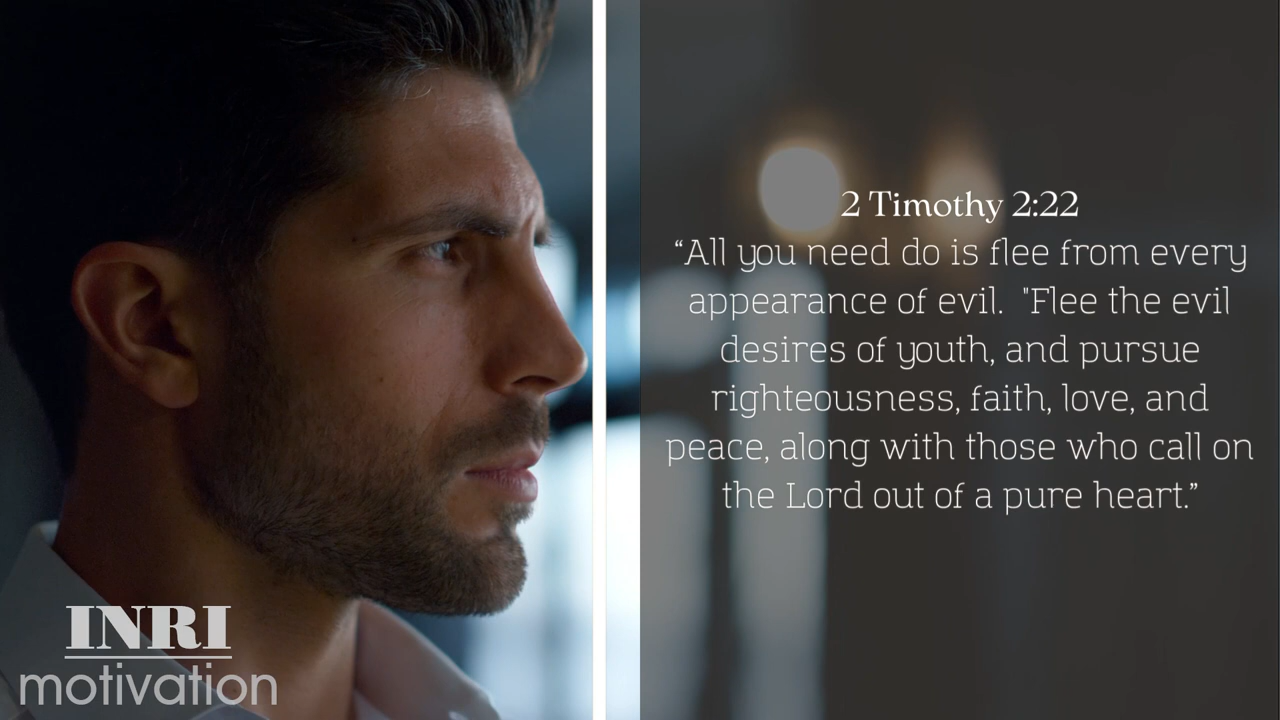 2 Timothy 2:22
“All you need do is flee from every
appearance of evil.  "Flee the evil
desires of youth, and pursue
righteousness, faith, love, and
peace, along with those who call on
the Lord out of a pure heart.”
INRI
motivation